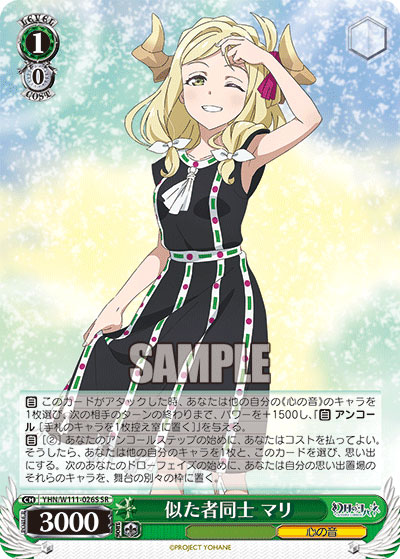 LEVEL
1
0
COST
SAMPLE
自 このカードがアタックした時、あなたは他の自分の《心の音》のキャラを
1枚選び、次の相手のターンの終わりまで、パワーを+1500し、『自 アンコール
[手札のキャラを1枚控え室に置く]』を与える。
自 [②] あなたのアンコールステップの始めに、あなたはコストを払ってよい。
そうしたら、あなたは他の自分のキャラを1枚と、このカードを選び、思い出に
する。次のあなたのドローフェイズの始めに、あなたは自分の思い出置場の
それらのキャラを、舞台の別々の枠に置く。
CH YHN/W111-026S SR
3000
似た者同士 マリ
心の音
©PROJECT YOHANE